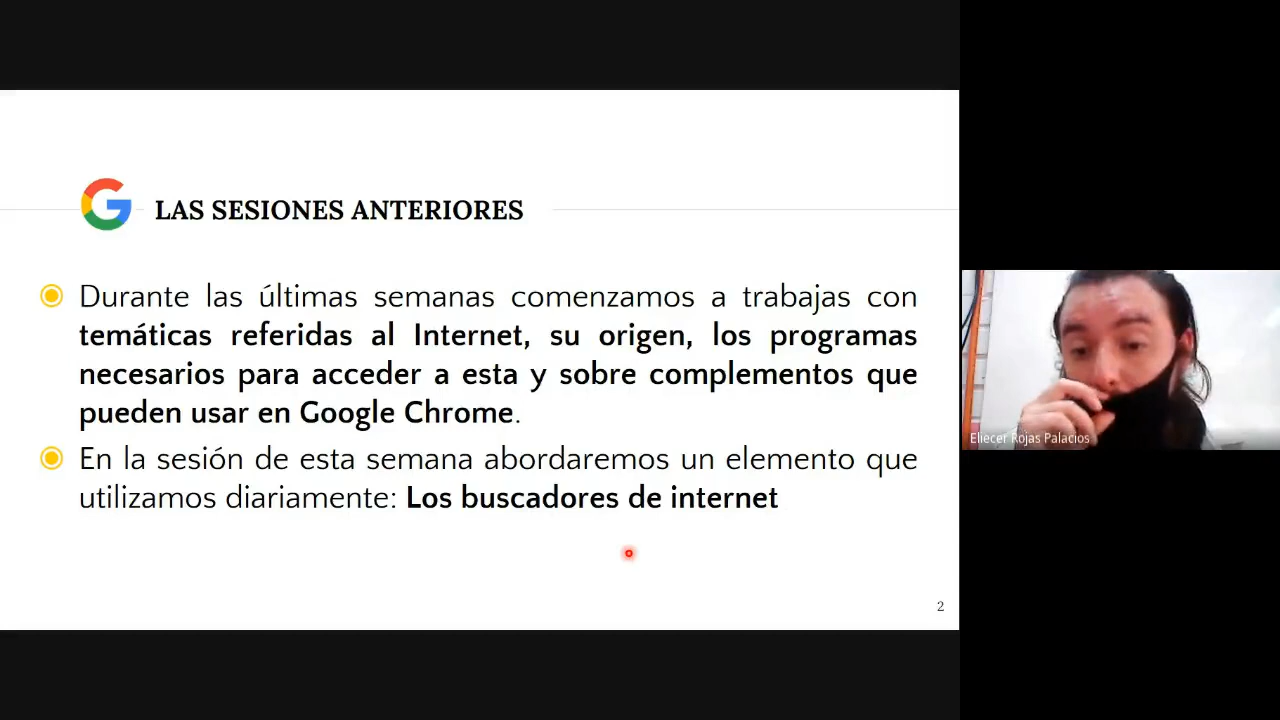 LAS SESIONES ANTERIORES
Durante las últimas semanas comenzamos a trabajas con
temáticas referidas al Internet, su origen, los programas
necesarios para acceder a esta y sobre complementos que
pueden usar en Google Chrome.
En la sesión de esta semana abordaremos un elemento que
utilizamos diariamente: Los buscadores de internet
2
Eliecer Rojas Palacios